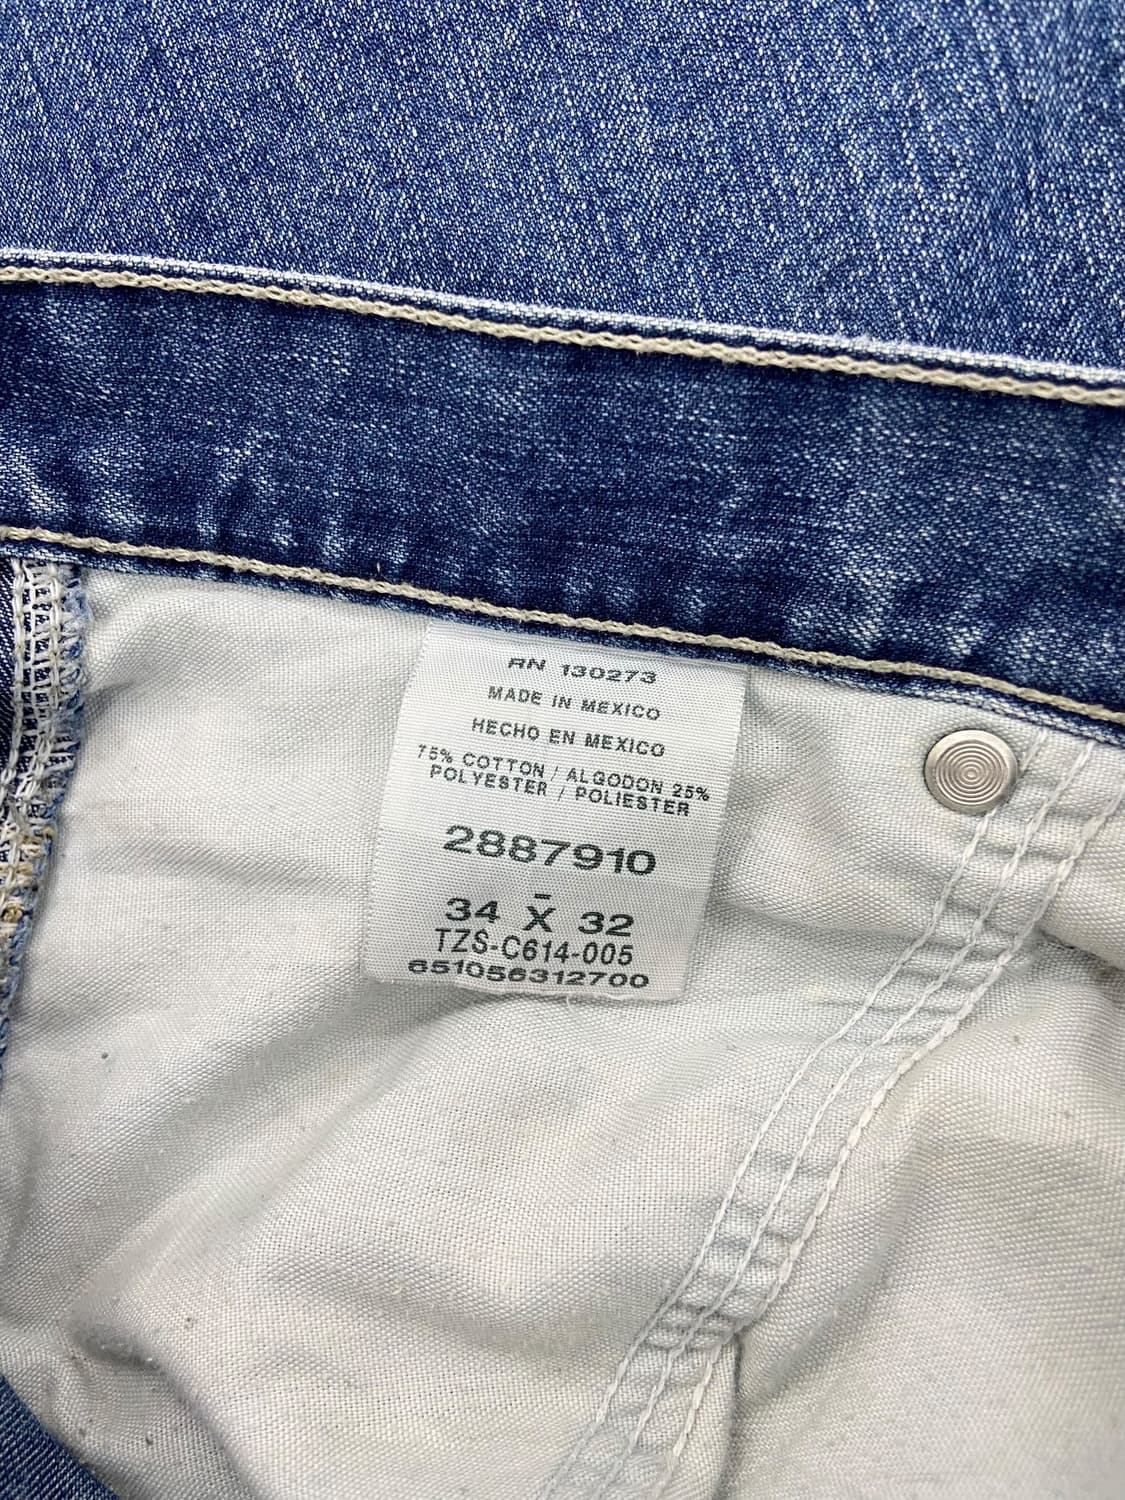 RN 130273
MADE IN MEXICO
HECHO EN MEXICO
75% COTTON / ALGODON 25%
POLYESTER / POLIESTER
2887910
-
34 X 32
TZS-C614-005
651056312700